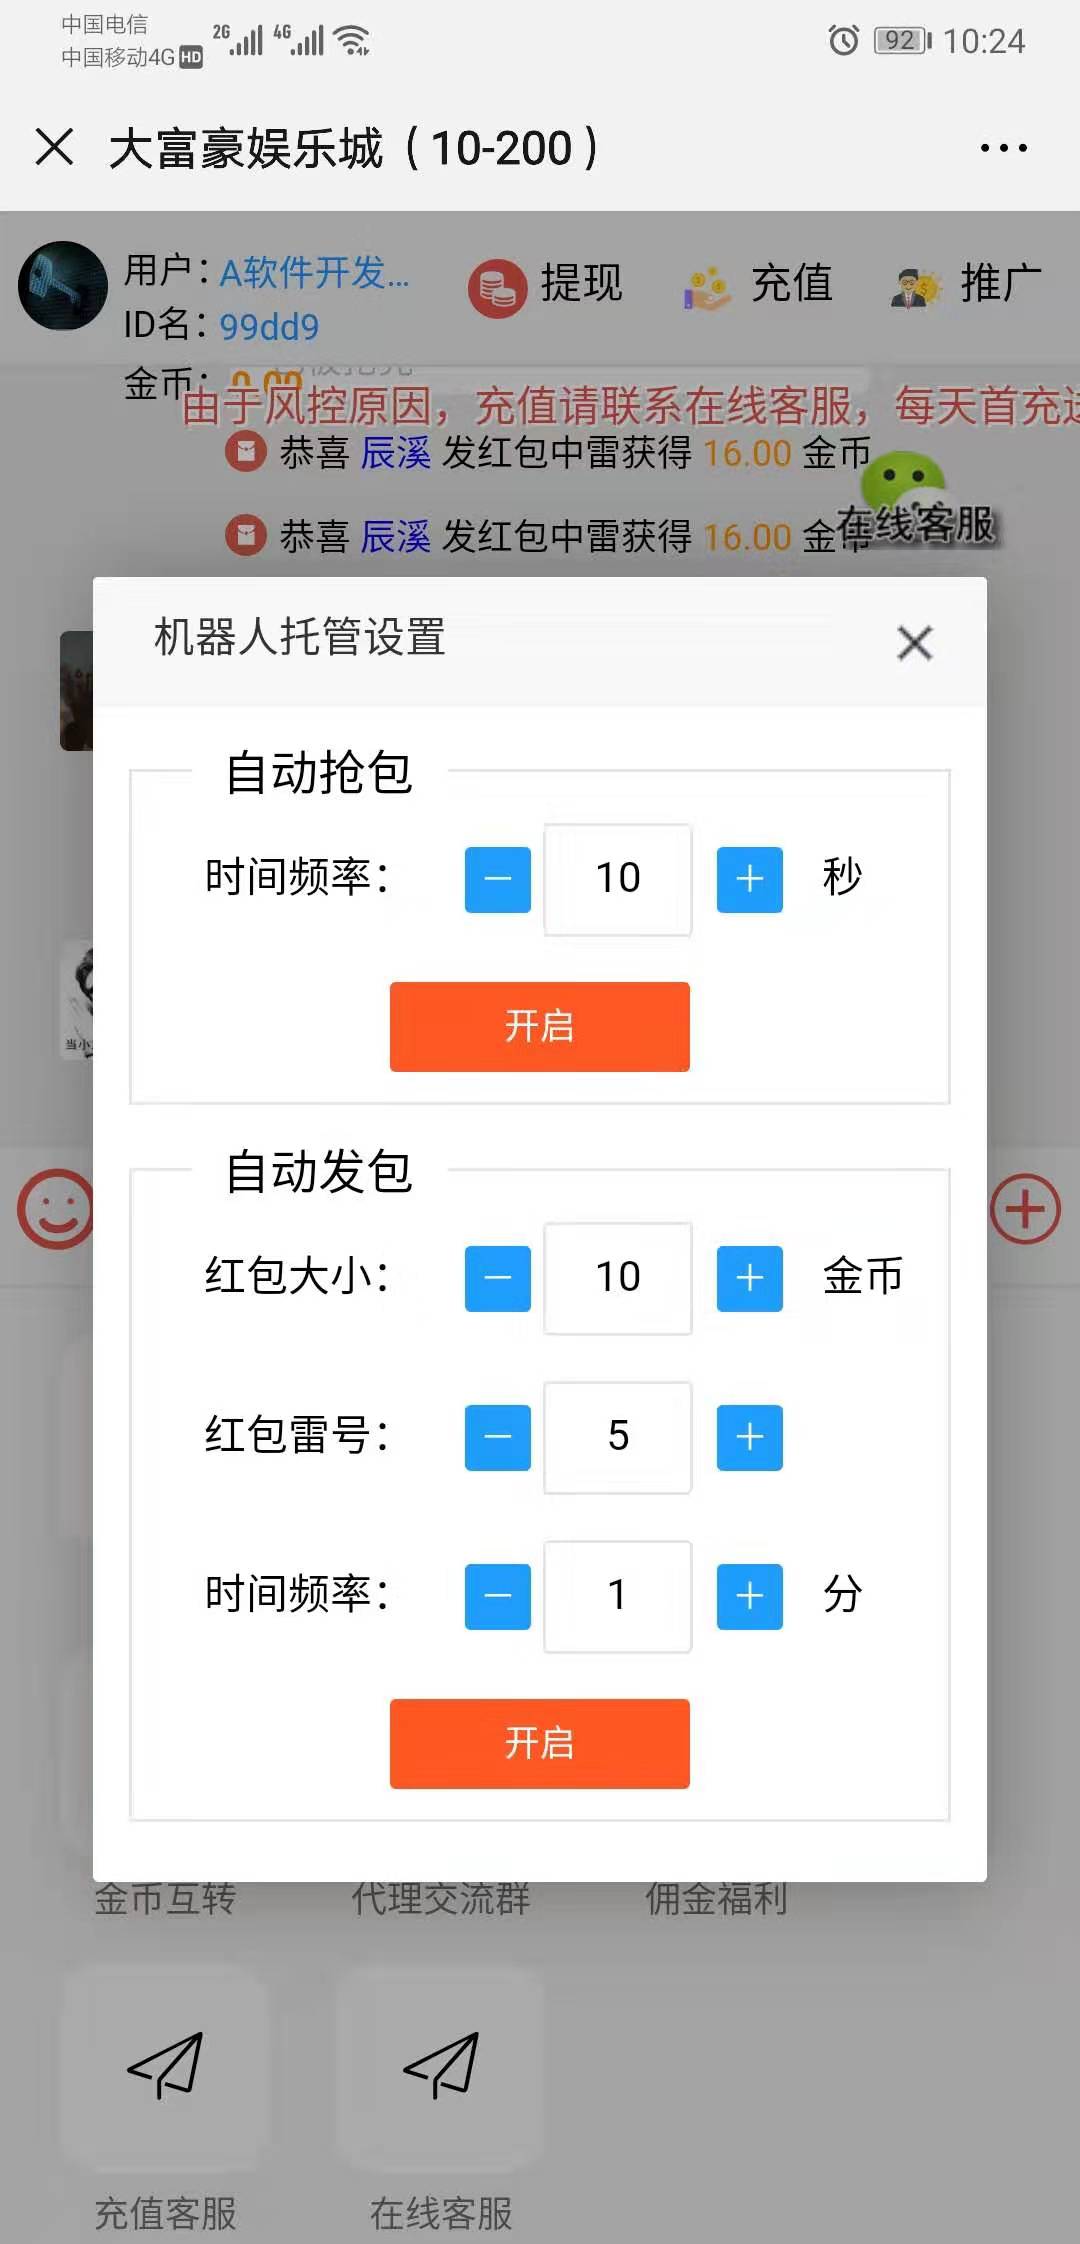 中国电信
中国移动4G HD
2G 4G
92 10:24
大富豪娱乐城（10-200）
用户：A软件开发...
ID名：99dd9
金币：0.00
提现
充值
推广
由于风控原因，充值请联系在线客服，每天首充
恭喜 辰溪 发红包中雷获得 16.00 金币
恭喜 辰溪 发红包中雷获得 16.00 金币
在线客服
机器人托管设置
自动抢包
时间频率：
10
秒
开启
当小
自动发包
红包大小：
10
金币
红包雷号：
5
时间频率：
1
分
开启
金币互转
代理交流群
佣金福利
充值客服
在线客服